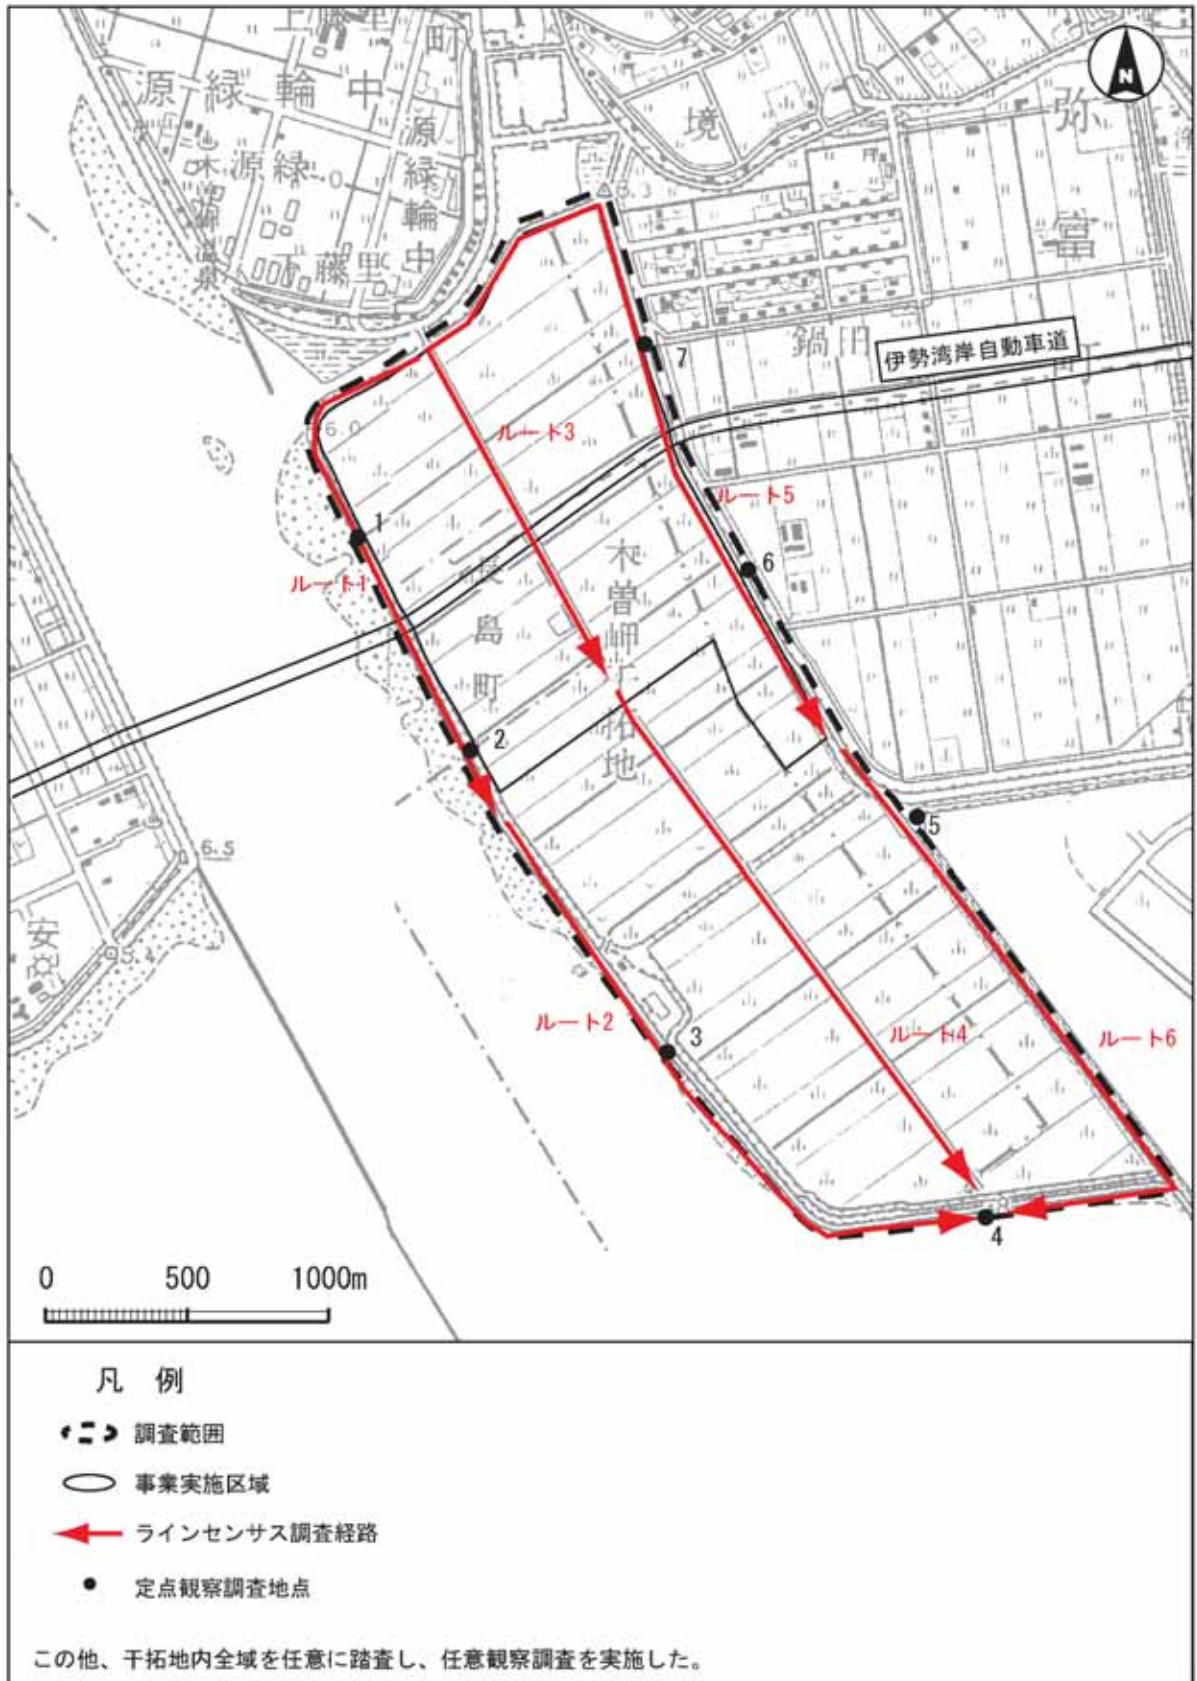 N
源緑輪中
源緑
源緑輪中
木曽岬温泉
境
弥富
鍋田
伊勢湾岸自動車道
6.0
7
ルート3
ルート5
1
6
ルート1
長島町
木曽岬干拓地
2
5
6.5
安
ルート2
3
ルート4
ルート6
4
0 500 1000m
凡 例
調査範囲
事業実施区域
ラインセンサス調査経路
定点観察調査地点
この他、干拓地内全域を任意に踏査し、任意観察調査を実施した。